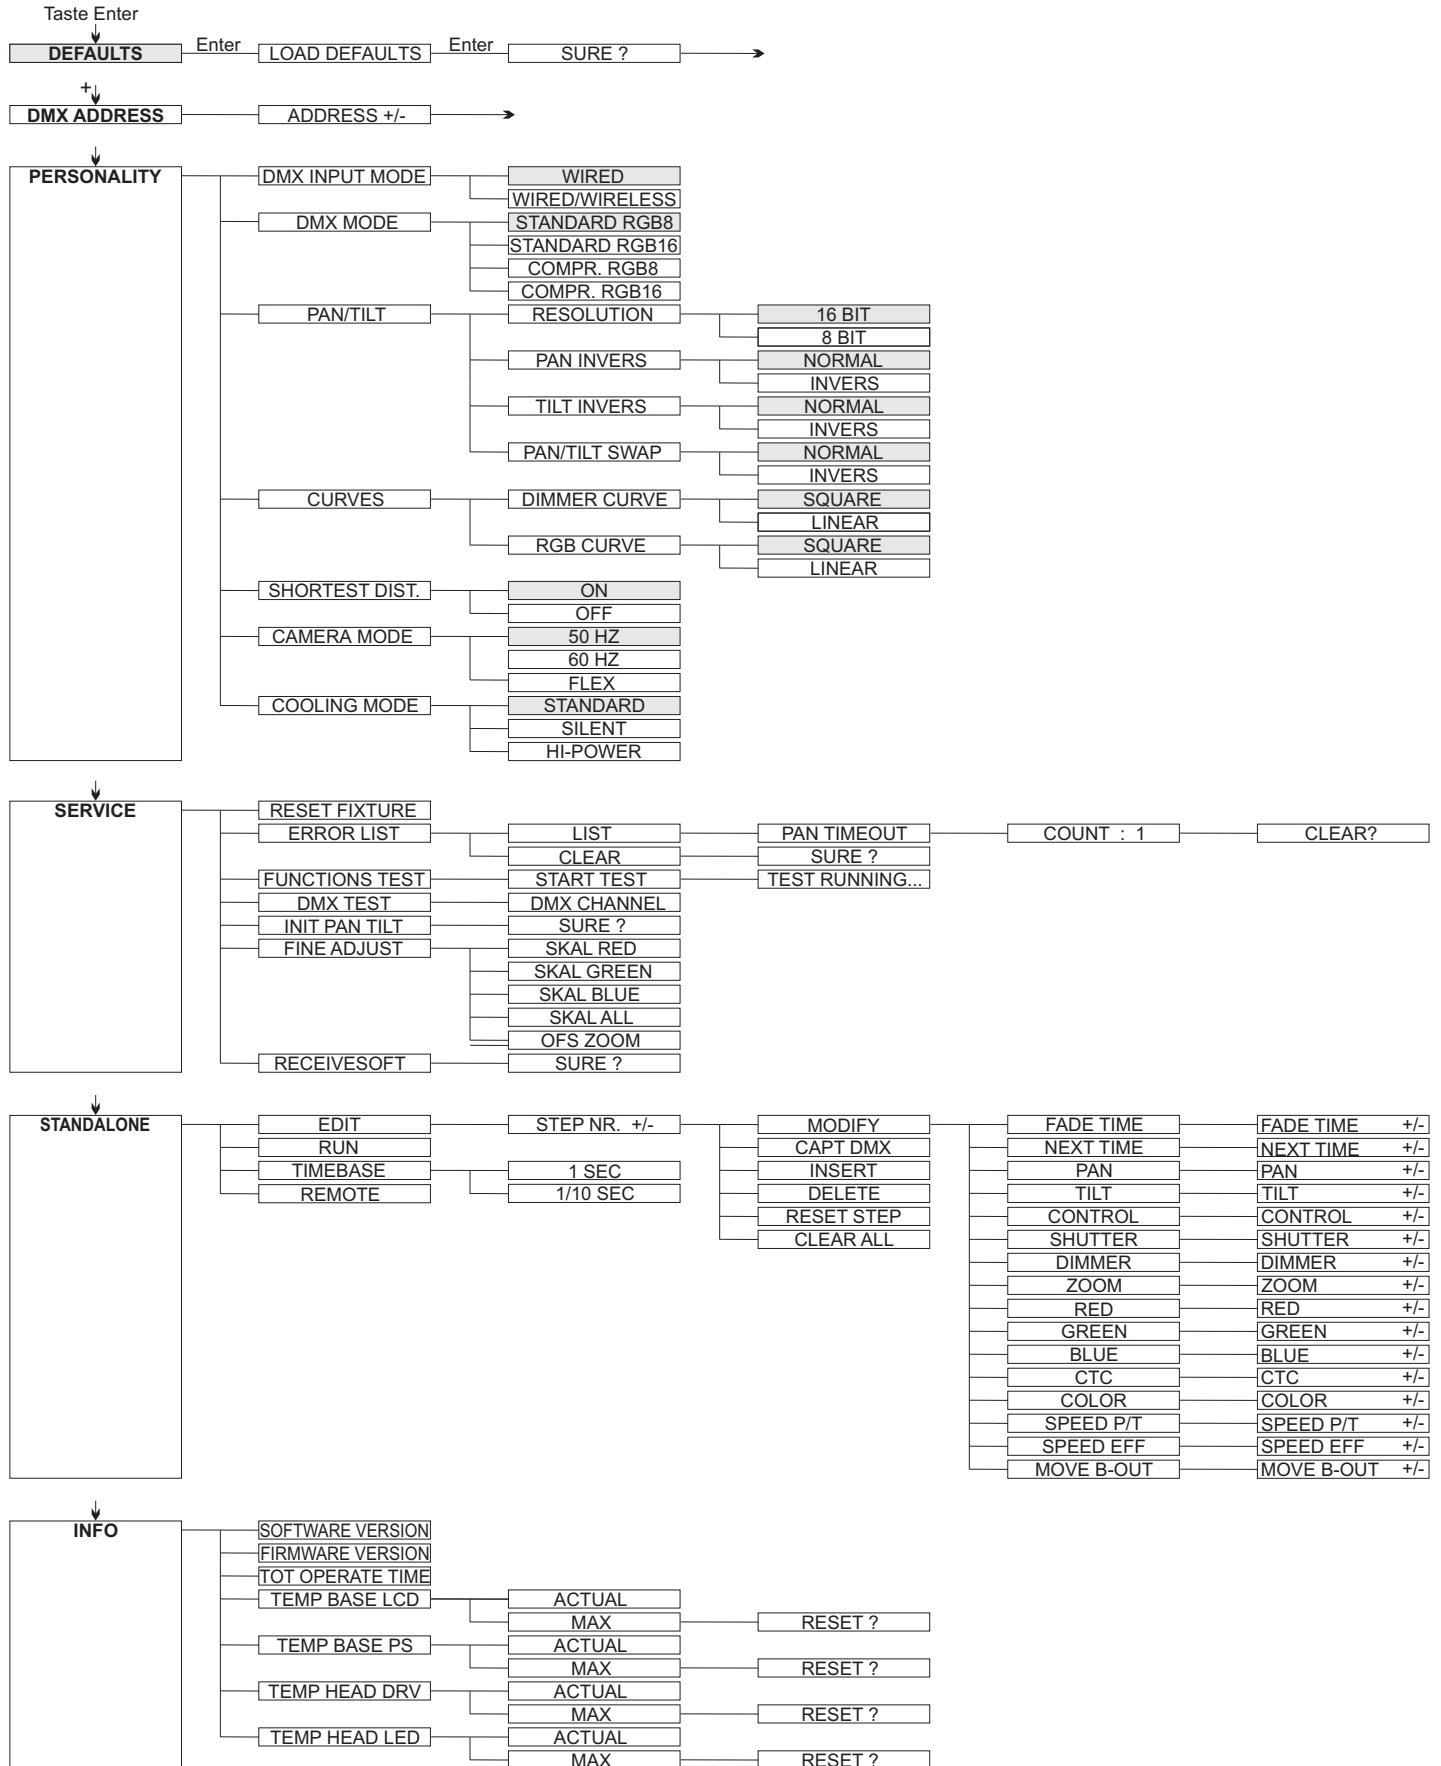 Taste Enter
DEFAULTS Enter LOAD DEFAULTS Enter SURE ?
+
DMX ADDRESS ADDRESS +/-
PERSONALITY DMX INPUT MODE WIRED
WIRED/WIRELESS
DMX MODE STANDARD RGB8
STANDARD RGB16
COMPR. RGB8
COMPR. RGB16
PAN/TILT RESOLUTION 16 BIT
8 BIT
PAN INVERS NORMAL
INVERS
TILT INVERS NORMAL
INVERS
PAN/TILT SWAP NORMAL
INVERS
CURVES DIMMER CURVE SQUARE
LINEAR
RGB CURVE SQUARE
LINEAR
SHORTEST DIST. ON
OFF
CAMERA MODE 50 HZ
60 HZ
FLEX
COOLING MODE STANDARD
SILENT
HI-POWER
SERVICE RESET FIXTURE
ERROR LIST LIST PAN TIMEOUT COUNT : 1 CLEAR?
CLEAR SURE ?
FUNCTIONS TEST START TEST TEST RUNNING...
DMX TEST DMX CHANNEL
INIT PAN TILT SURE ?
FINE ADJUST SKAL RED
SKAL GREEN
SKAL BLUE
SKAL ALL
OFS ZOOM
RECEIVESOFT SURE ?
STANDALONE EDIT STEP NR. +/- MODIFY FADE TIME FADE TIME +/-
RUN CAPT DMX NEXT TIME NEXT TIME +/-
TIMEBASE 1 SEC INSERT PAN PAN +/-
REMOTE 1/10 SEC DELETE TILT TILT +/-
RESET STEP CONTROL CONTROL +/-
CLEAR ALL SHUTTER SHUTTER +/-
DIMMER DIMMER +/-
ZOOM ZOOM +/-
RED RED +/-
GREEN GREEN +/-
BLUE BLUE +/-
CTC CTC +/-
COLOR COLOR +/-
SPEED P/T SPEED P/T +/-
SPEED EFF SPEED EFF +/-
MOVE B-OUT MOVE B-OUT +/-
INFO SOFTWARE VERSION
FIRMWARE VERSION
TOT OPERATE TIME
TEMP BASE LCD ACTUAL
MAX RESET ?
TEMP BASE PS ACTUAL
MAX RESET ?
TEMP HEAD DRV ACTUAL
MAX RESET ?
TEMP HEAD LED ACTUAL
MAX RESET ?